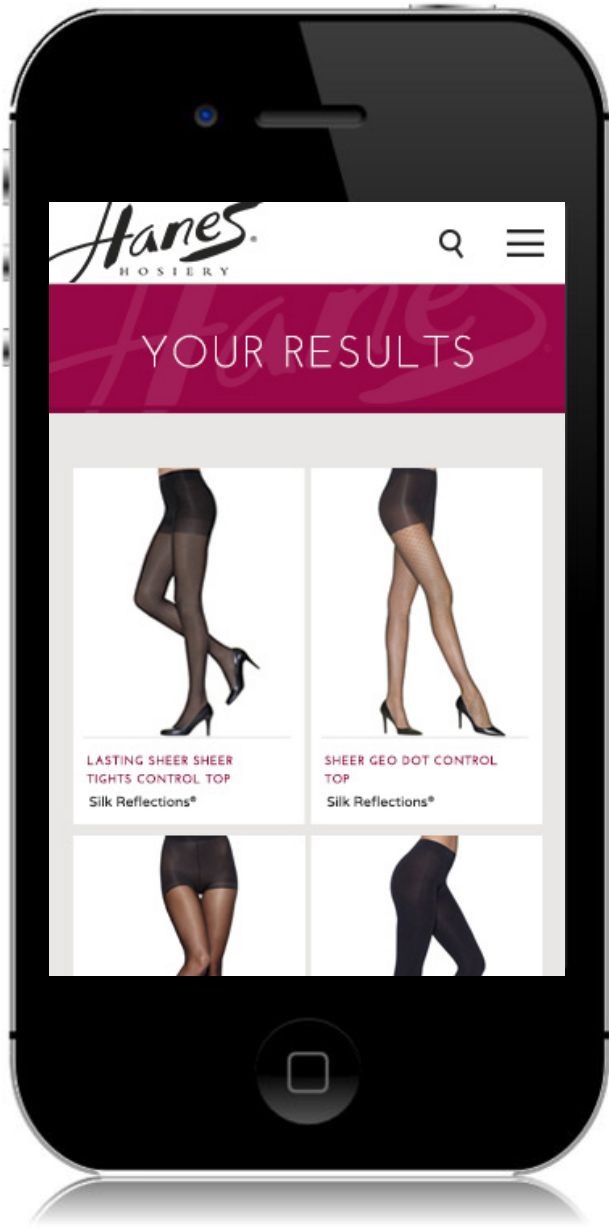 Hanes®
HOSIERY
YOUR RESULTS
LASTING SHEER SHEER
TIGHTS CONTROL TOP
Silk Reflections®
SHEER GEO DOT CONTROL
TOP
Silk Reflections®